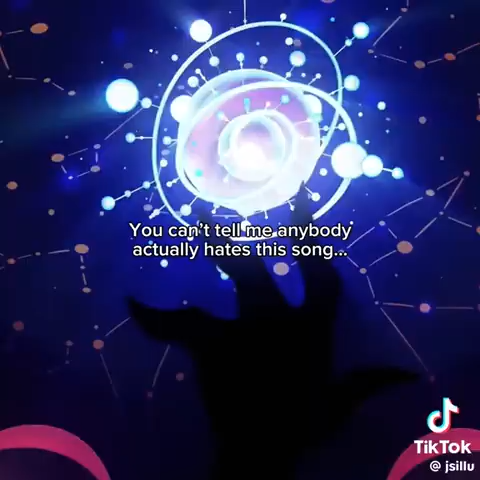 You can't tell me anybody
actually hates this song...
TikTok
@ jsillu